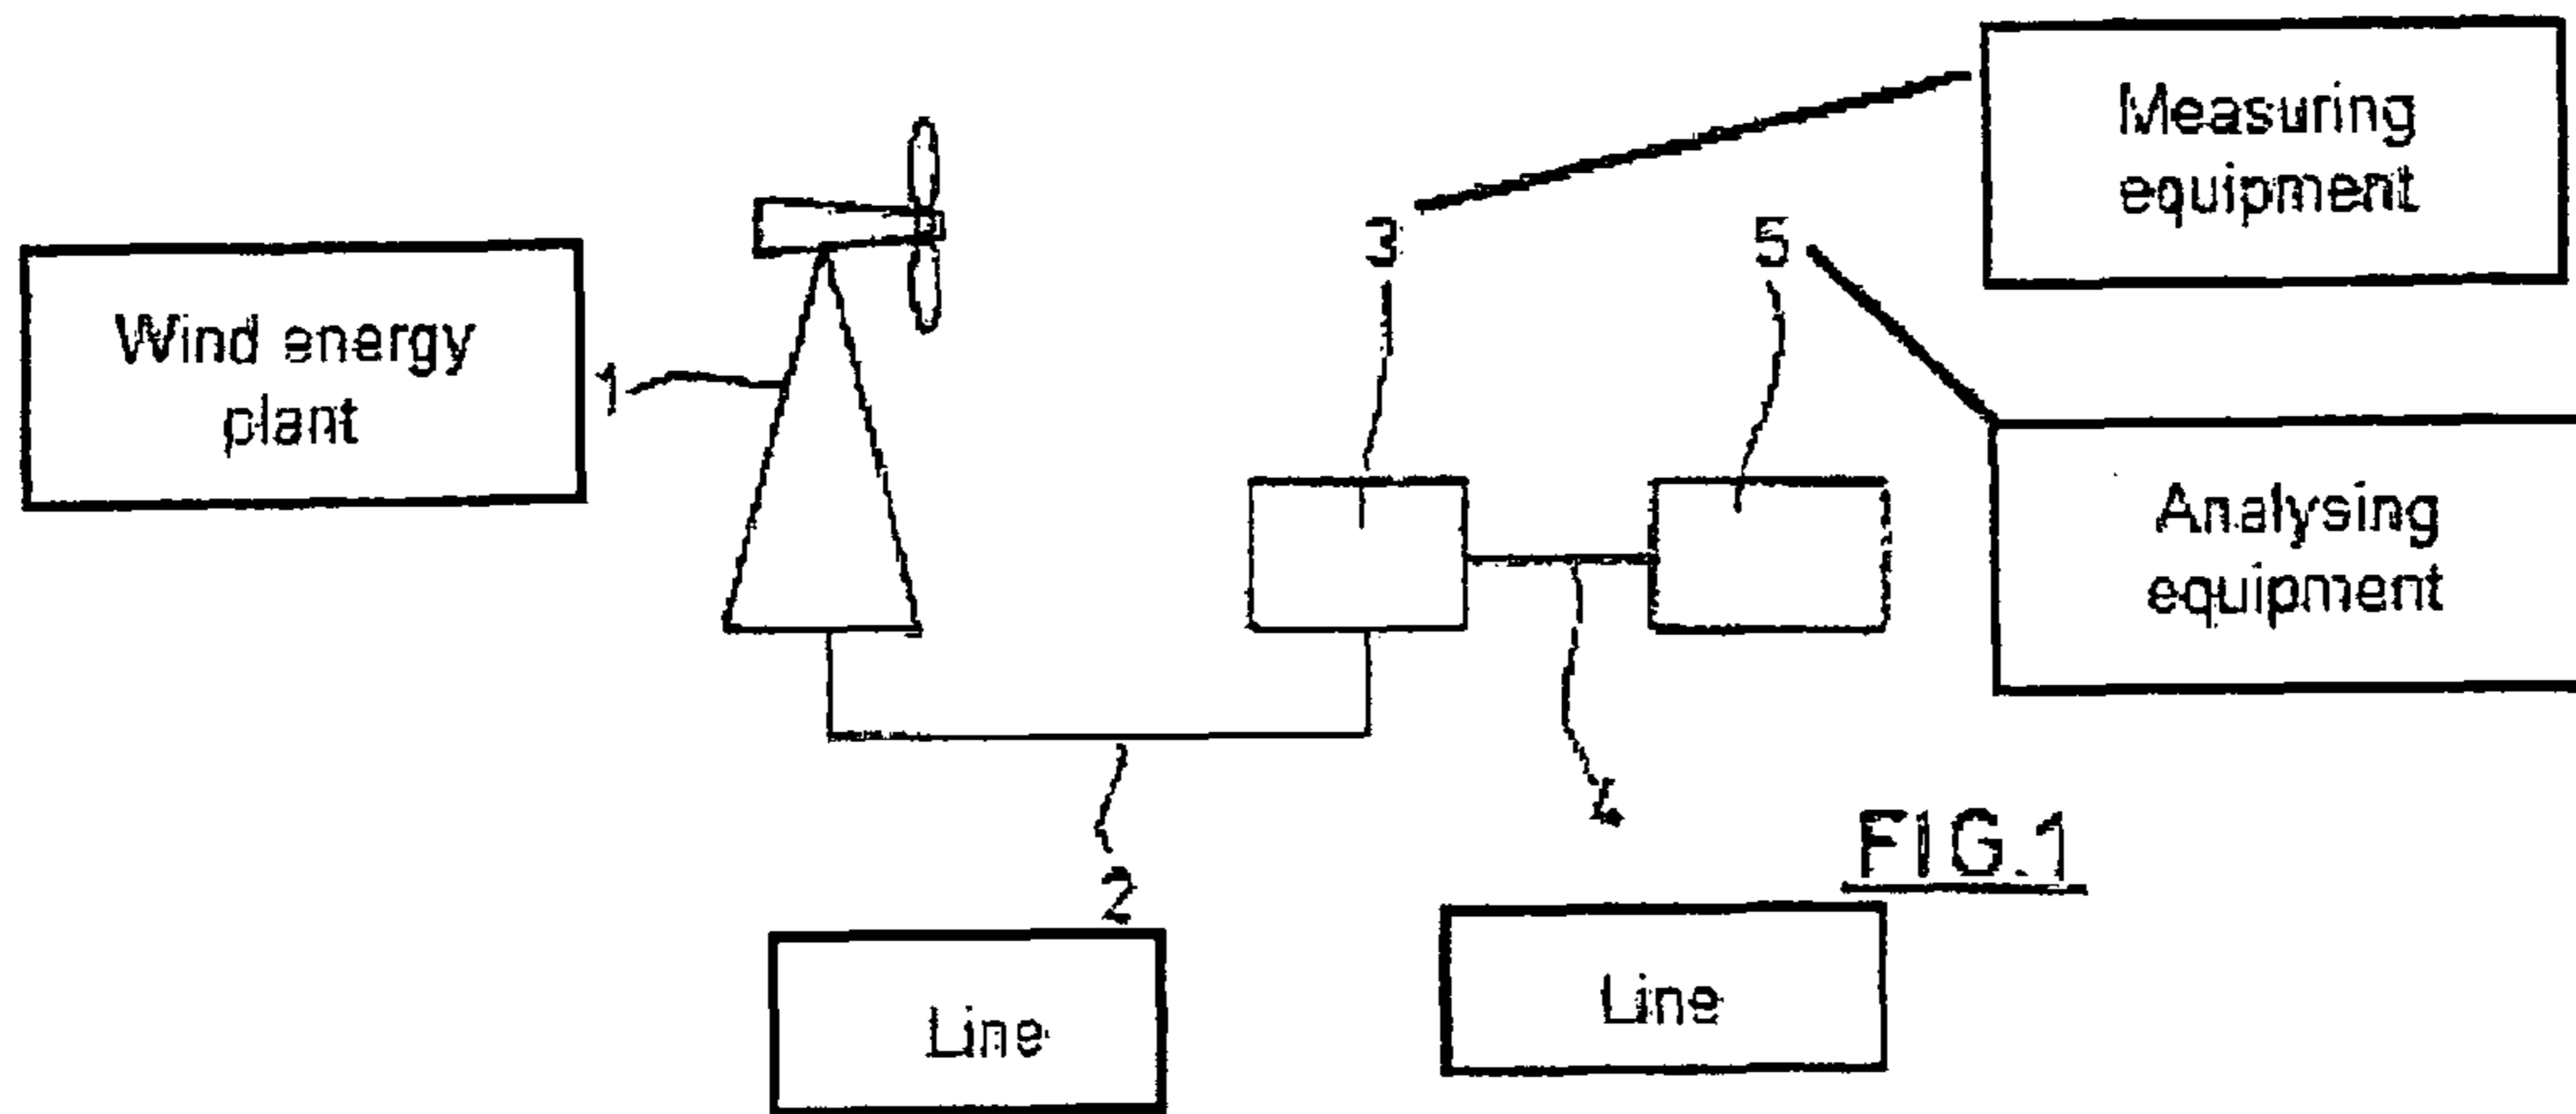 Measuring
equipment
3
5
Wind energy
plant
1
Analysing
equipment
4
FIG.1
2
Line
Line